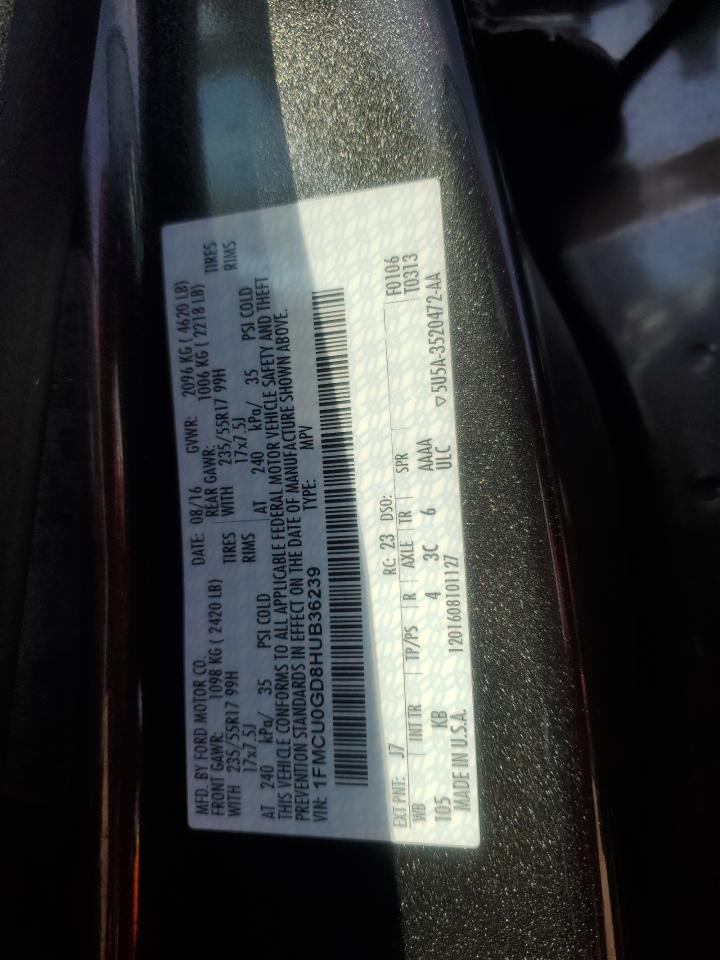 MFD. BY FORD MOTOR CO. DATE: 08/16 GVWR: 2096 KG ( 4620 LB)
FRONT GAWR: 1098 KG ( 2420 LB) REAR GAWR: 1006 KG ( 2218 LB)
WITH 235/55R17 99H TIRES WITH 235/55R17 99H TIRES
17x7.5J RIMS 17x7.5J RIMS
AT 240 kPa/ 35 PSI COLD AT 240 kPa/ 35 PSI COLD
THIS VEHICLE CONFORMS TO ALL APPLICABLE FEDERAL MOTOR VEHICLE SAFETY AND THEFT
PREVENTION STANDARDS IN EFFECT ON THE DATE OF MANUFACTURE SHOWN ABOVE.
VIN: 1FMCU0GD8HUB36239 TYPE: MPV
EXT PNT: J7 RC: 23 DSO: F0106
WB INT TR TP/PS R AXLE TR SPR T0313
105 KB 4 3C 6 AAAA
ULC
MADE IN U.S.A. 1201608101127 ▽5U5A-3520472-AA